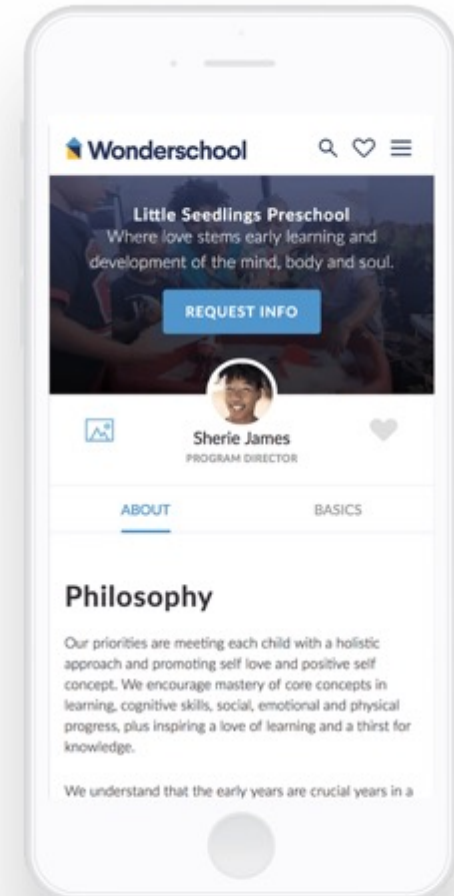 Wonderschool
Little Seedlings Preschool
Where love stems early learning and
development of the mind, body and soul.
REQUEST INFO
Sherie James
PROGRAM DIRECTOR
ABOUT
BASICS
Philosophy
Our priorities are meeting each child with a holistic
approach and promoting self love and positive self
concept. We encourage mastery of core concepts in
learning, cognitive skills, social, emotional and physical
progress, plus inspiring a love of learning and a thirst for
knowledge.
We understand that the early years are crucial years in a